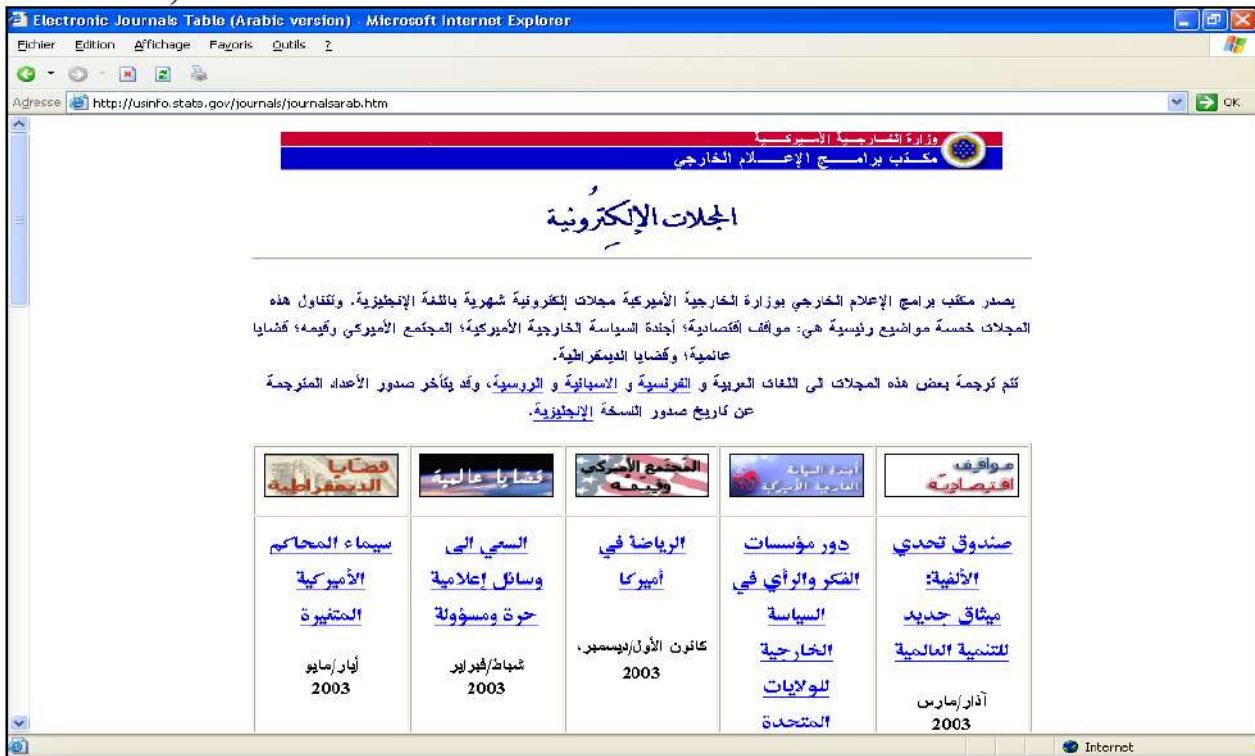 Electronic Journals Table (Arabic version) - Microsoft Internet Explorer
Fichier Edition Affichage Favoris Outils ?
Adresse http://usinfo.state.gov/journals/journalsarab.htm OK
وزارة الخارجية الأميركية
مكتب برامج الإعلام الخارجي
المجلات الإلكترونية
يصدر مكتب برامج الإعلام الخارجي بوزارة الخارجية الأميركية مجلات إلكترونية شهرية باللغة الإنجليزية. وتتناول هذه
المجلات خمسة مواضيع رئيسية هي: مواقف اقتصادية؛ أجندة السياسة الخارجية الأميركية؛ المجتمع الأميركي وقيمه؛ قضايا
عالمية؛ وقضايا الديمقراطية.
تتم ترجمة بعض هذه المجلات الى اللغات العربية و الفرنسية و الاسبانية و الروسية، وقد يتأخر صدور الأعداد المترجمة
عن تاريخ صدور النسخة الإنجليزية.
مواقف
اقتصادية
أجندة السياسة
الخارجية الأميركية
المجتمع الأميركي
وقيمه
قضايا عالمية
قضايا
الديمقراطية
صندوق تحدي
الألفية:
ميثاق جديد
للتنمية العالمية
آذار/مارس
2003
دور مؤسسات
الفكر والرأي في
السياسة
الخارجية
للولايات
المتحدة
الرياضة في
أميركا
كانون الأول/ديسمبر،
2003
السعي الى
وسائل إعلامية
حرة ومسؤولة
شباط/فبراير
2003
سيماء المحاكم
الأميركية
المتغيرة
أيار/مايو
2003
Internet